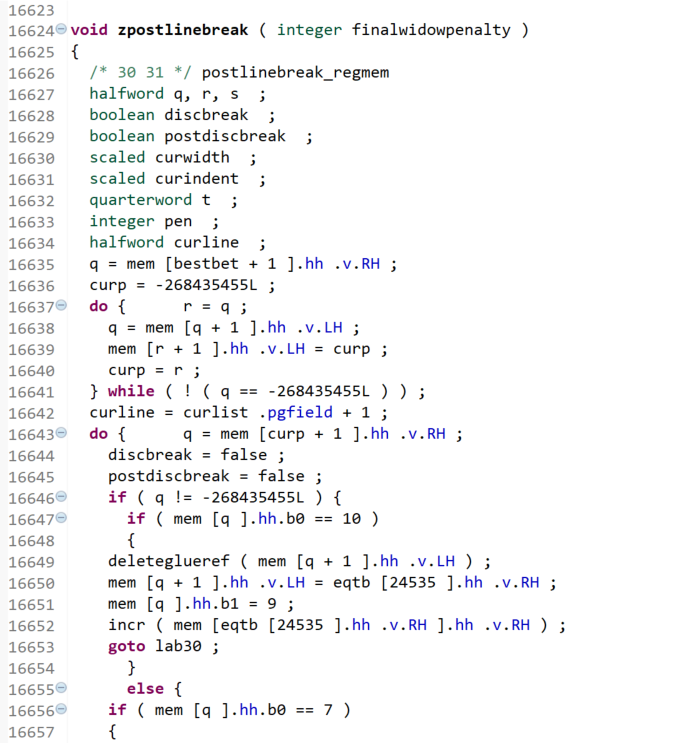 16623
16624 void zpostlinebreak ( integer finalwidowpenalty )
16625 {
16626 /* 30 31 */ postlinebreak_regmem
16627 halfword q, r, s ;
16628 boolean discbreak ;
16629 boolean postdiscbreak ;
16630 scaled curwidth ;
16631 scaled curindent ;
16632 quarterword t ;
16633 integer pen ;
16634 halfword curline ;
16635 q = mem [bestbet + 1 ].hh .v.RH ;
16636 curp = -268435455L ;
16637 do { r = q ;
16638 q = mem [q + 1 ].hh .v.LH ;
16639 mem [r + 1 ].hh .v.LH = curp ;
16640 curp = r ;
16641 } while ( ! ( q == -268435455L ) ) ;
16642 curline = curlist .pgfield + 1 ;
16643 do { q = mem [curp + 1 ].hh .v.RH ;
16644 discbreak = false ;
16645 postdiscbreak = false ;
16646 if ( q != -268435455L ) {
16647 if ( mem [q ].hh.b0 == 10 )
16648 {
16649 deleteglueref ( mem [q + 1 ].hh .v.LH ) ;
16650 mem [q + 1 ].hh .v.LH = eqtb [24535 ].hh .v.RH ;
16651 mem [q ].hh.b1 = 9 ;
16652 incr ( mem [eqtb [24535 ].hh .v.RH ].hh .v.RH ) ;
16653 goto lab30 ;
16654 }
16655 else {
16656 if ( mem [q ].hh.b0 == 7 )
16657 {